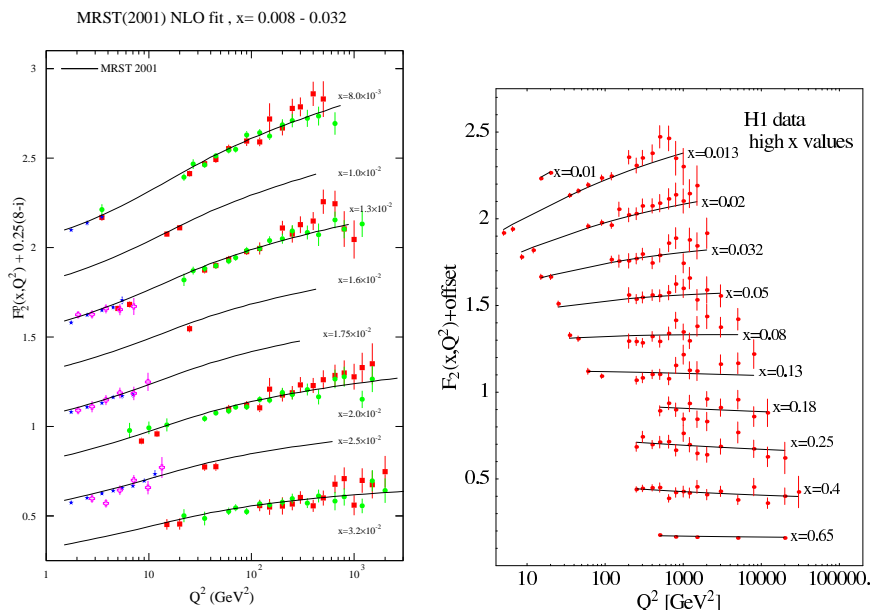 MRST(2001) NLO fit , x= 0.008 - 0.032
3
2.5
2
1.5
1
0.5
F₂ᵖ(x,Q²) + 0.25(8-i)
MRST 2001
x=8.0×10⁻³
x=1.0×10⁻²
x=1.3×10⁻²
x=1.6×10⁻²
x=1.75×10⁻²
x=2.0×10⁻²
x=2.5×10⁻²
x=3.2×10⁻²
1
10
10²
10³
Q² (GeV²)
H1 data
high x values
2.5
2
1.5
1
0.5
F₂(x,Q²)+offset
x=0.01
x=0.013
x=0.02
x=0.032
x=0.05
x=0.08
x=0.13
x=0.18
x=0.25
x=0.4
x=0.65
10
100
1000
10000
100000.
Q² [GeV²]